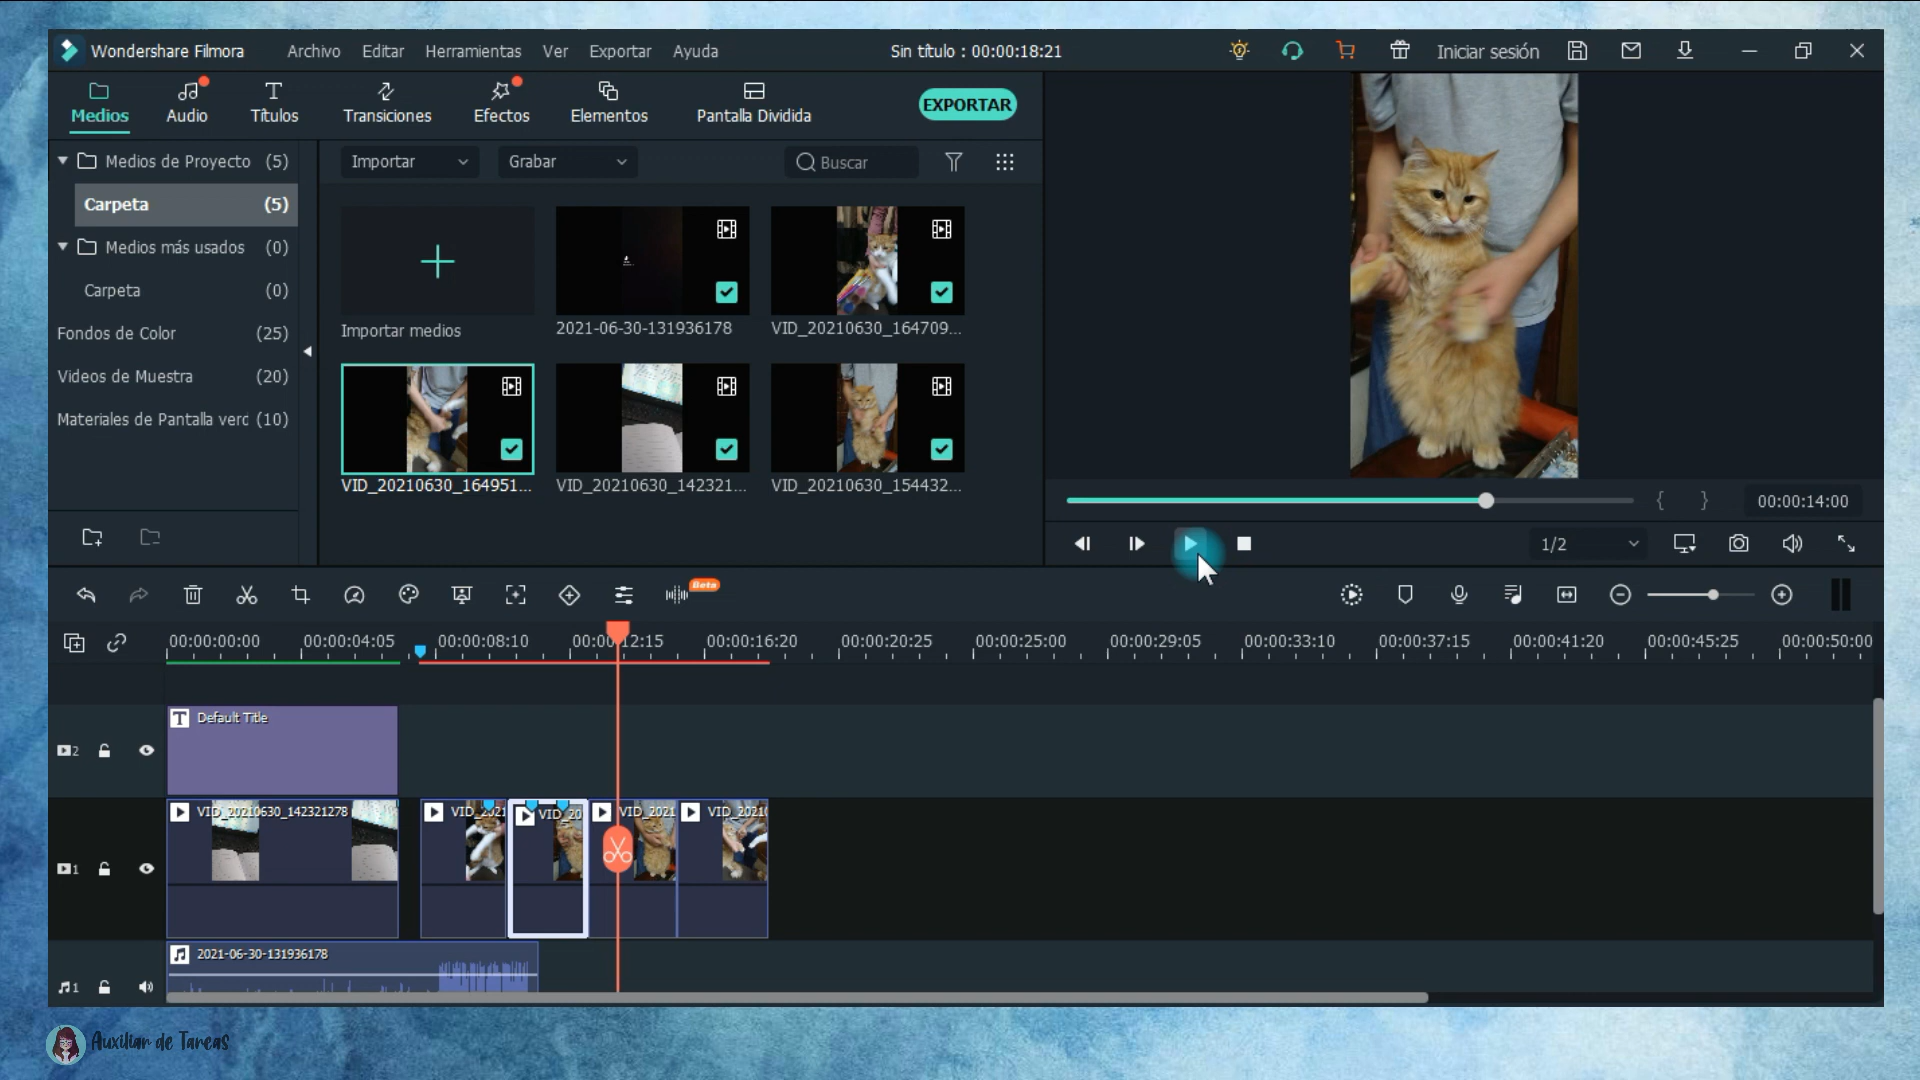 Wondershare Filmora Archivo Editar Herramientas Ver Exportar Ayuda Sin título : 00:00:18:21 Iniciar sesión
Medios Audio Títulos Transiciones Efectos Elementos Pantalla Dividida EXPORTAR
Medios de Proyecto (5)
Carpeta (5)
Medios más usados (0)
Carpeta (0)
Fondos de Color (25)
Videos de Muestra (20)
Materiales de Pantalla verd (10)
Importar Grabar Buscar
Importar medios 2021-06-30-131936178 VID_20210630_164709...
VID_20210630_164951... VID_20210630_142321... VID_20210630_154432...
{ } 00:00:14:00
1/2
Beta
00:00:00:00 00:00:04:05 00:00:08:10 00:00:12:15 00:00:16:20 00:00:20:25 00:00:25:00 00:00:29:05 00:00:33:10 00:00:37:15 00:00:41:20 00:00:45:25 00:00:50:00
T Default Title
2
VID_20210630_142321278 VID_2021 VID_20 VID_2021 VID_2021
1
2021-06-30-131936178
1
Auxiliar de Tareas